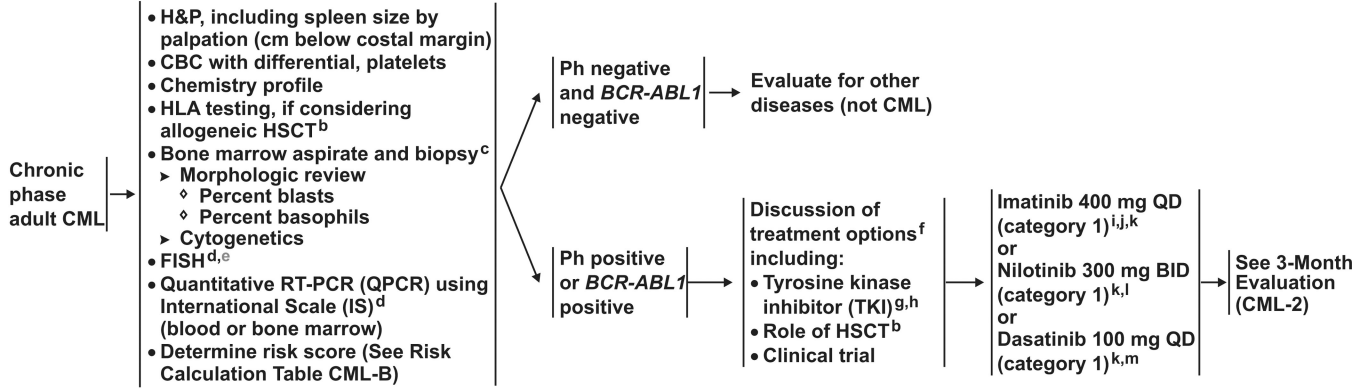 Chronic
phase
adult CML
• H&P, including spleen size by
palpation (cm below costal margin)
• CBC with differential, platelets
• Chemistry profile
• HLA testing, if considering
allogeneic HSCTb
• Bone marrow aspirate and biopsyc
➤ Morphologic review
◊ Percent blasts
◊ Percent basophils
➤ Cytogenetics
• FISHd,e
• Quantitative RT-PCR (QPCR) using
International Scale (IS)d
(blood or bone marrow)
• Determine risk score (See Risk
Calculation Table CML-B)
Ph negative
and BCR-ABL1
negative
Evaluate for other
diseases (not CML)
Ph positive
or BCR-ABL1
positive
Discussion of
treatment optionsf
including:
• Tyrosine kinase
inhibitor (TKI)g,h
• Role of HSCTb
• Clinical trial
Imatinib 400 mg QD
(category 1)i,j,k
or
Nilotinib 300 mg BID
(category 1)k,l
or
Dasatinib 100 mg QD
(category 1)k,m
See 3-Month
Evaluation
(CML-2)